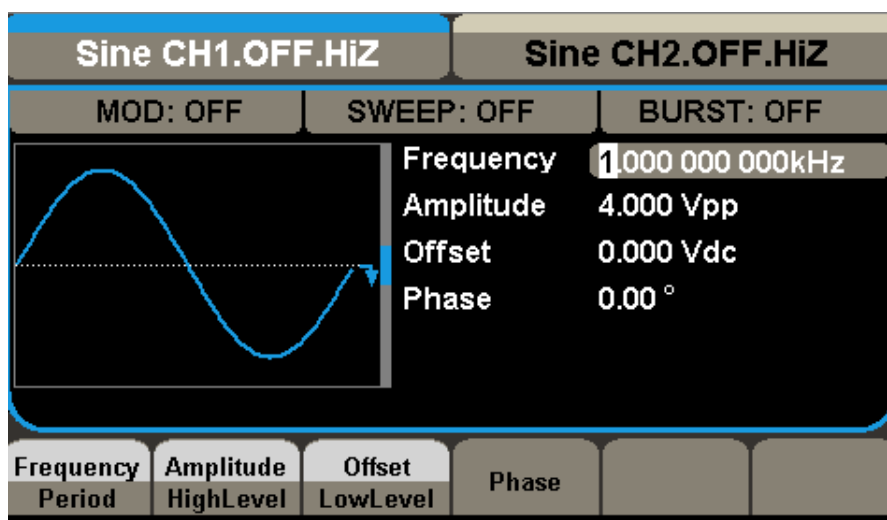 Sine CH1.OFF.HiZ Sine CH2.OFF.HiZ
MOD: OFF SWEEP: OFF BURST: OFF
Frequency 1.000 000 000kHz
Amplitude 4.000 Vpp
Offset 0.000 Vdc
Phase 0.00 °
Frequency Amplitude Offset Phase
Period HighLevel LowLevel